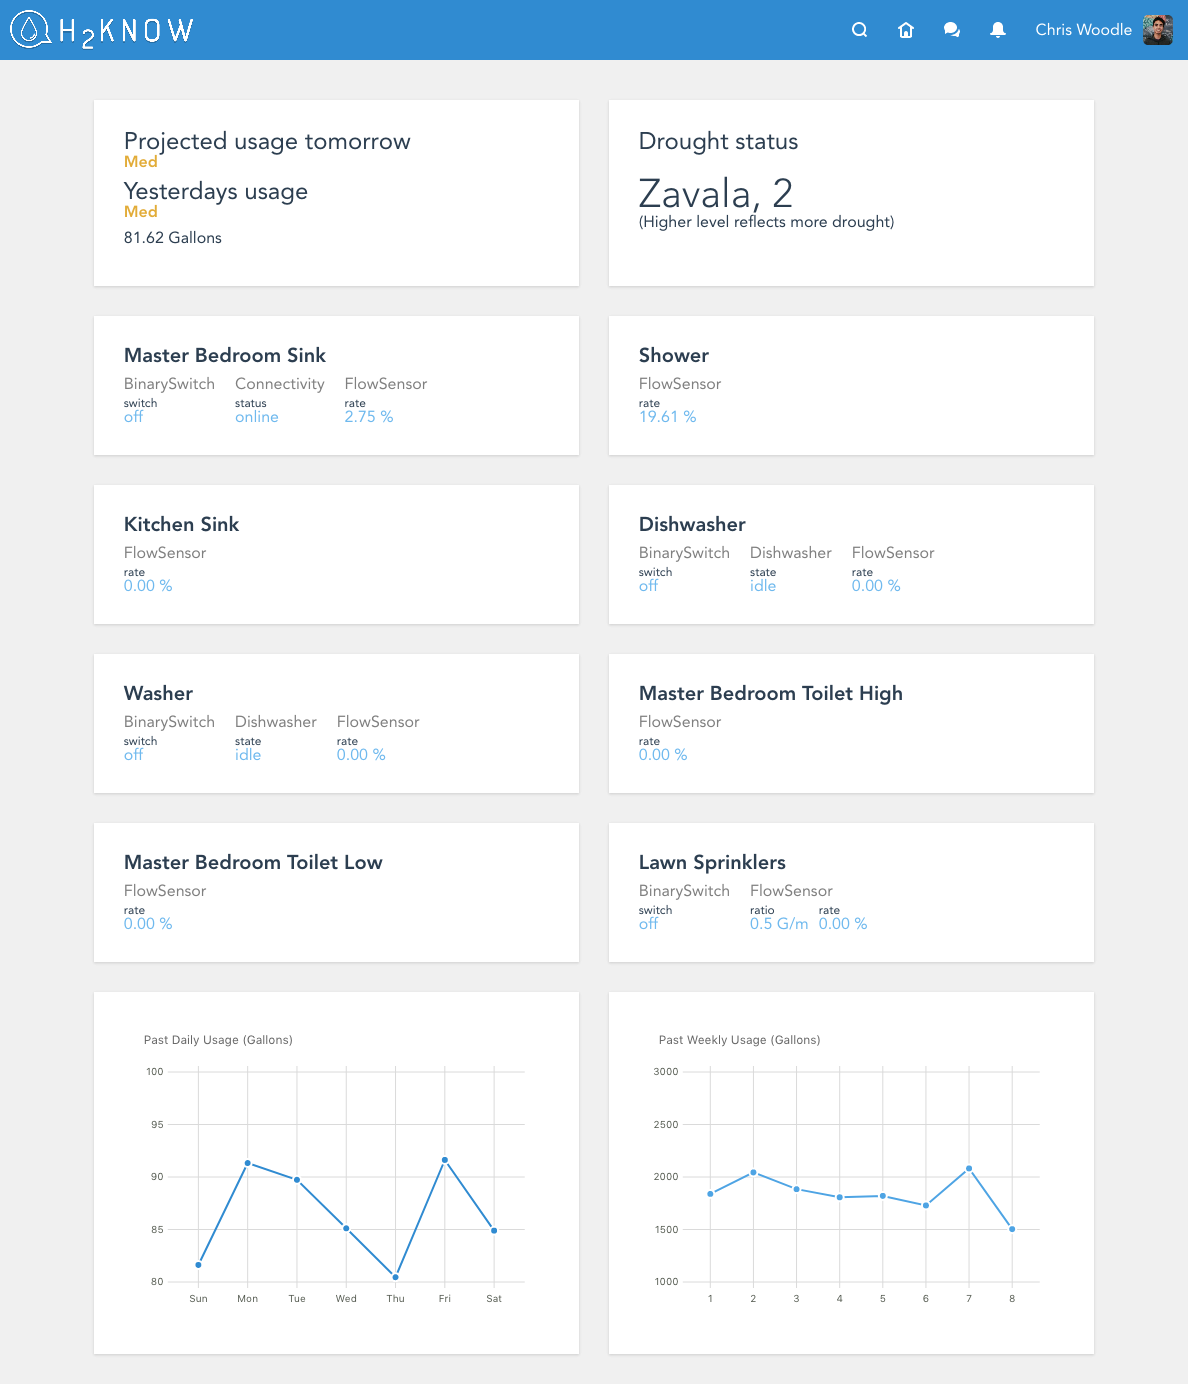 H2KNOW
Chris Woodle
Projected usage tomorrow
Med
Yesterdays usage
Med
81.62 Gallons
Drought status
Zavala, 2
(Higher level reflects more drought)
Master Bedroom Sink
BinarySwitch Connectivity FlowSensor
switch status rate
off online 2.75 %
Shower
FlowSensor
rate
19.61 %
Kitchen Sink
FlowSensor
rate
0.00 %
Dishwasher
BinarySwitch Dishwasher FlowSensor
switch state rate
off idle 0.00 %
Washer
BinarySwitch Dishwasher FlowSensor
switch state rate
off idle 0.00 %
Master Bedroom Toilet High
FlowSensor
rate
0.00 %
Master Bedroom Toilet Low
FlowSensor
rate
0.00 %
Lawn Sprinklers
BinarySwitch FlowSensor
switch ratio rate
off 0.5 G/m 0.00 %
Past Daily Usage (Gallons)
100
95
90
85
80
Sun Mon Tue Wed Thu Fri Sat
Past Weekly Usage (Gallons)
3000
2500
2000
1500
1000
1 2 3 4 5 6 7 8